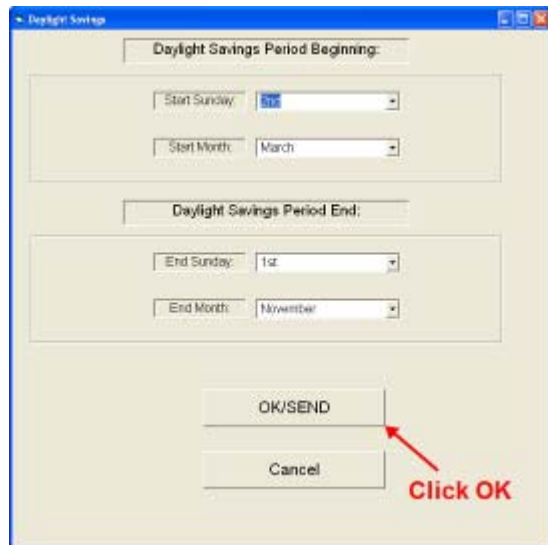 Daylight Savings
Daylight Savings Period Beginning:
Start Sunday: 2nd
Start Month: March
Daylight Savings Period End:
End Sunday: 1st
End Month: November
OK/SEND
Cancel
Click OK